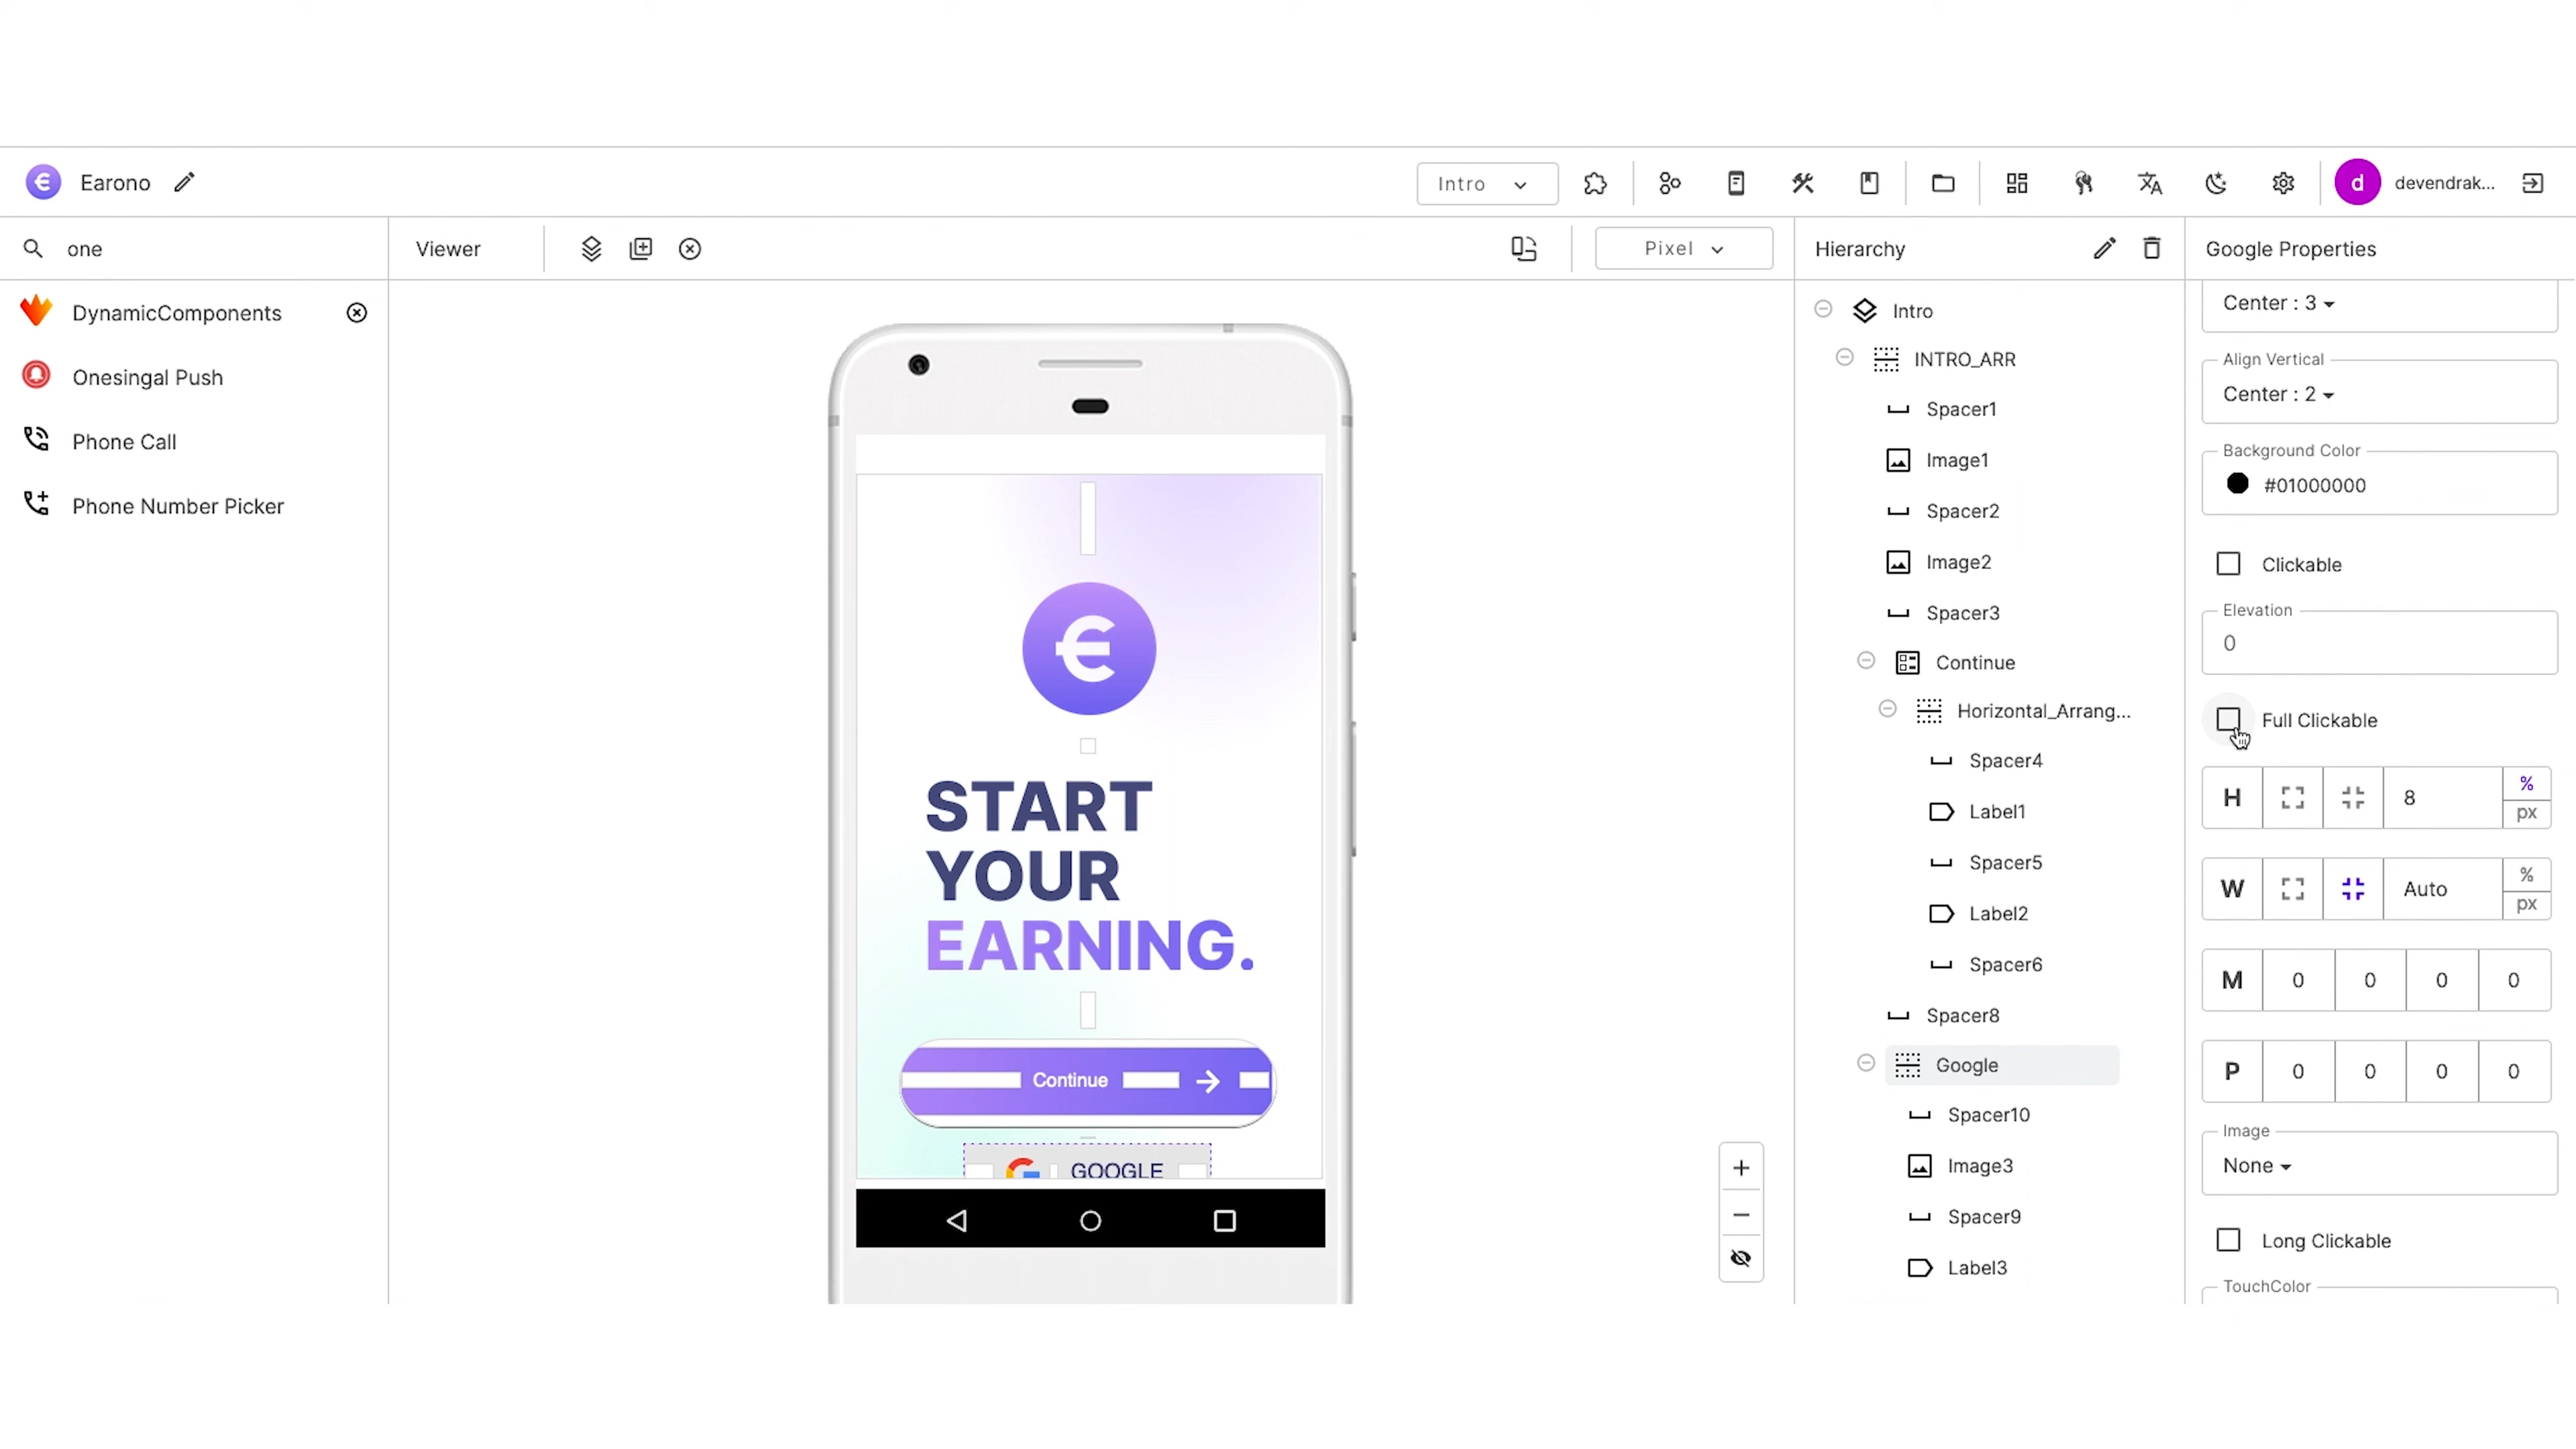 Earono
Intro
d
devendrak...
one
Viewer
Pixel
Hierarchy
Google Properties
DynamicComponents
Onesingal Push
Phone Call
Phone Number Picker
START
YOUR
EARNING.
Continue
GOOGLE
Intro
INTRO_ARR
Spacer1
Image1
Spacer2
Image2
Spacer3
Continue
Horizontal_Arrang...
Spacer4
Label1
Spacer5
Label2
Spacer6
Spacer8
Google
Spacer10
Image3
Spacer9
Label3
Center : 3
Align Vertical
Center : 2
Background Color
#01000000
Clickable
Elevation
0
Full Clickable
H 8 % px
W Auto % px
M 0 0 0 0
P 0 0 0 0
Image
None
Long Clickable
TouchColor